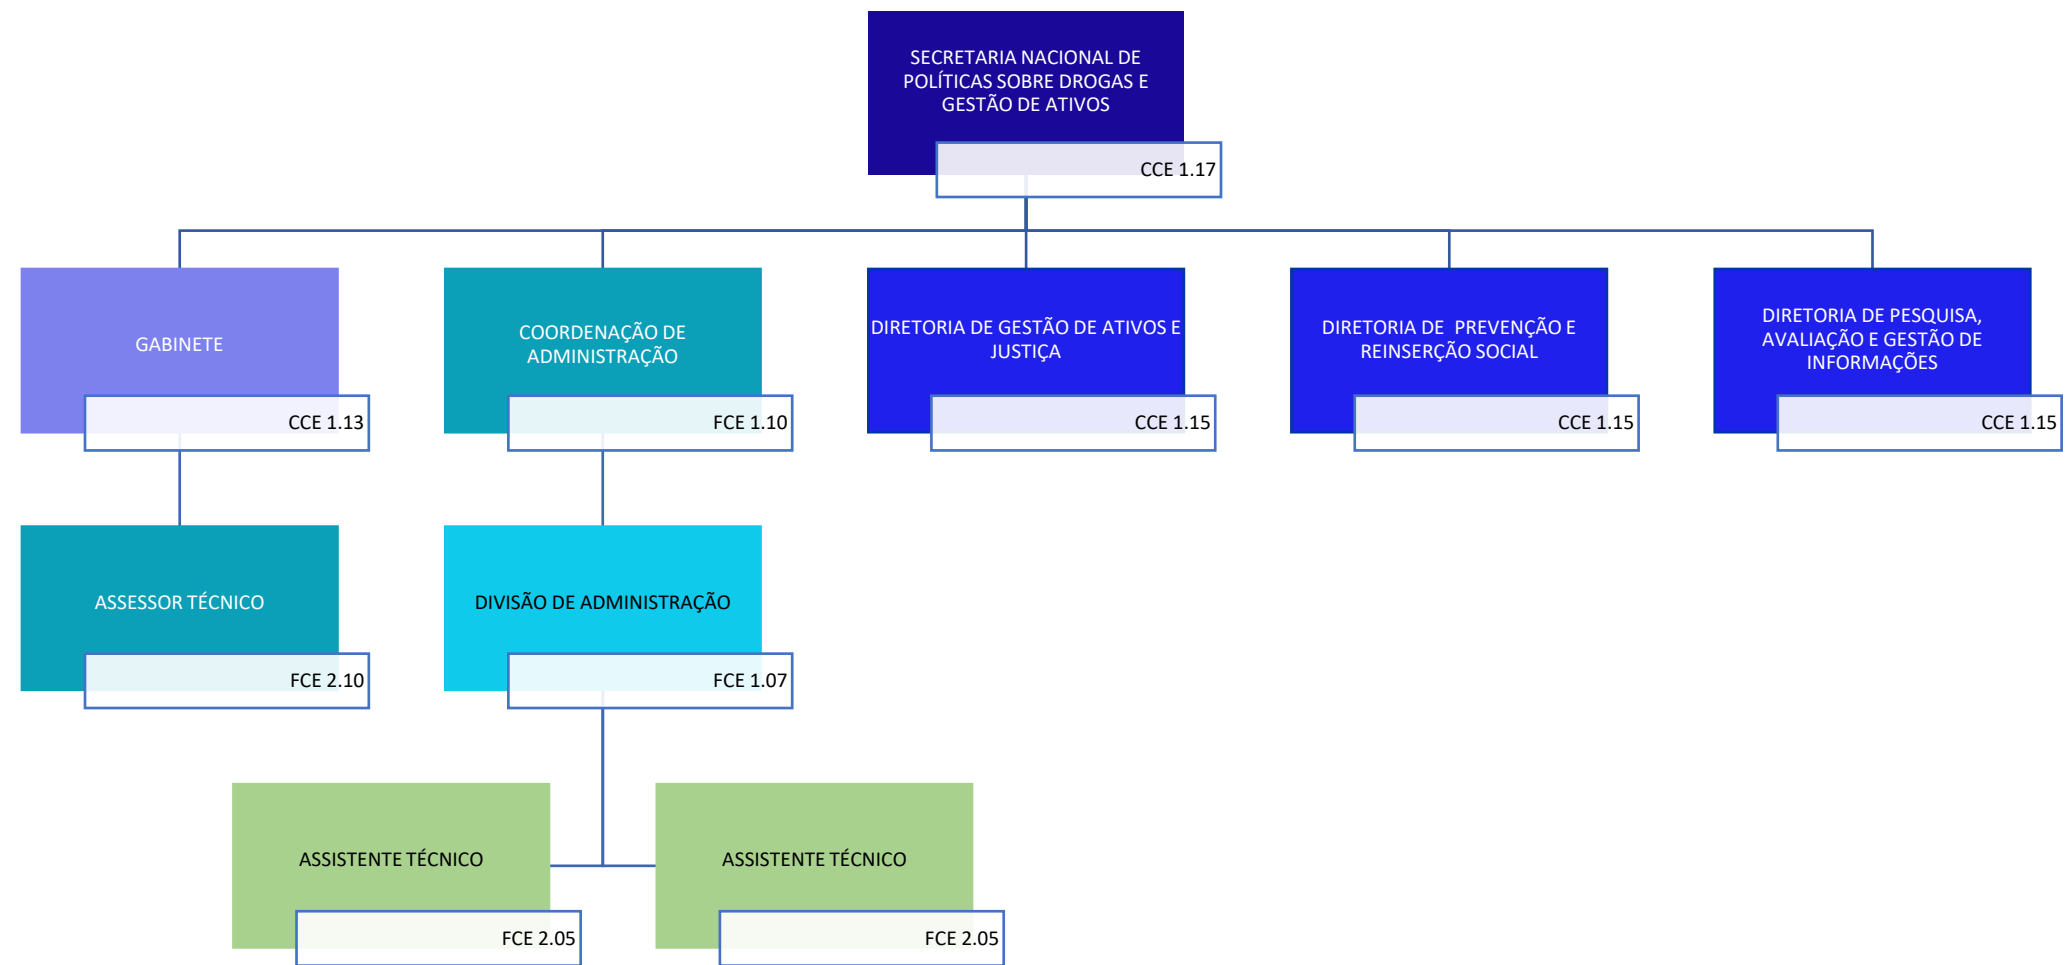 SECRETARIA NACIONAL DE
POLÍTICAS SOBRE DROGAS E
GESTÃO DE ATIVOS
CCE 1.17
GABINETE
CCE 1.13
COORDENAÇÃO DE
ADMINISTRAÇÃO
FCE 1.10
DIRETORIA DE GESTÃO DE ATIVOS E
JUSTIÇA
CCE 1.15
DIRETORIA DE PREVENÇÃO E
REINSERÇÃO SOCIAL
CCE 1.15
DIRETORIA DE PESQUISA,
AVALIAÇÃO E GESTÃO DE
INFORMAÇÕES
CCE 1.15
ASSESSOR TÉCNICO
FCE 2.10
DIVISÃO DE ADMINISTRAÇÃO
FCE 1.07
ASSISTENTE TÉCNICO
FCE 2.05
ASSISTENTE TÉCNICO
FCE 2.05